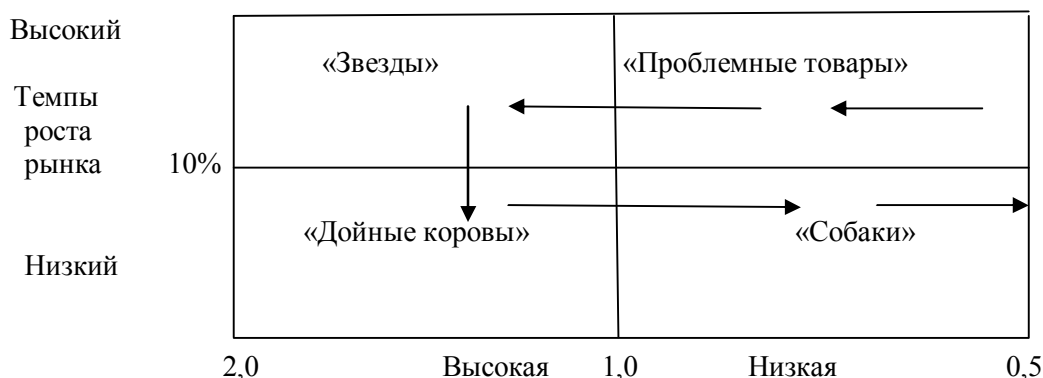 Высокий
«Звезды» «Проблемные товары»
Темпы
роста
рынка 10%
«Дойные коровы» «Собаки»
Низкий
2,0 Высокая 1,0 Низкая 0,5